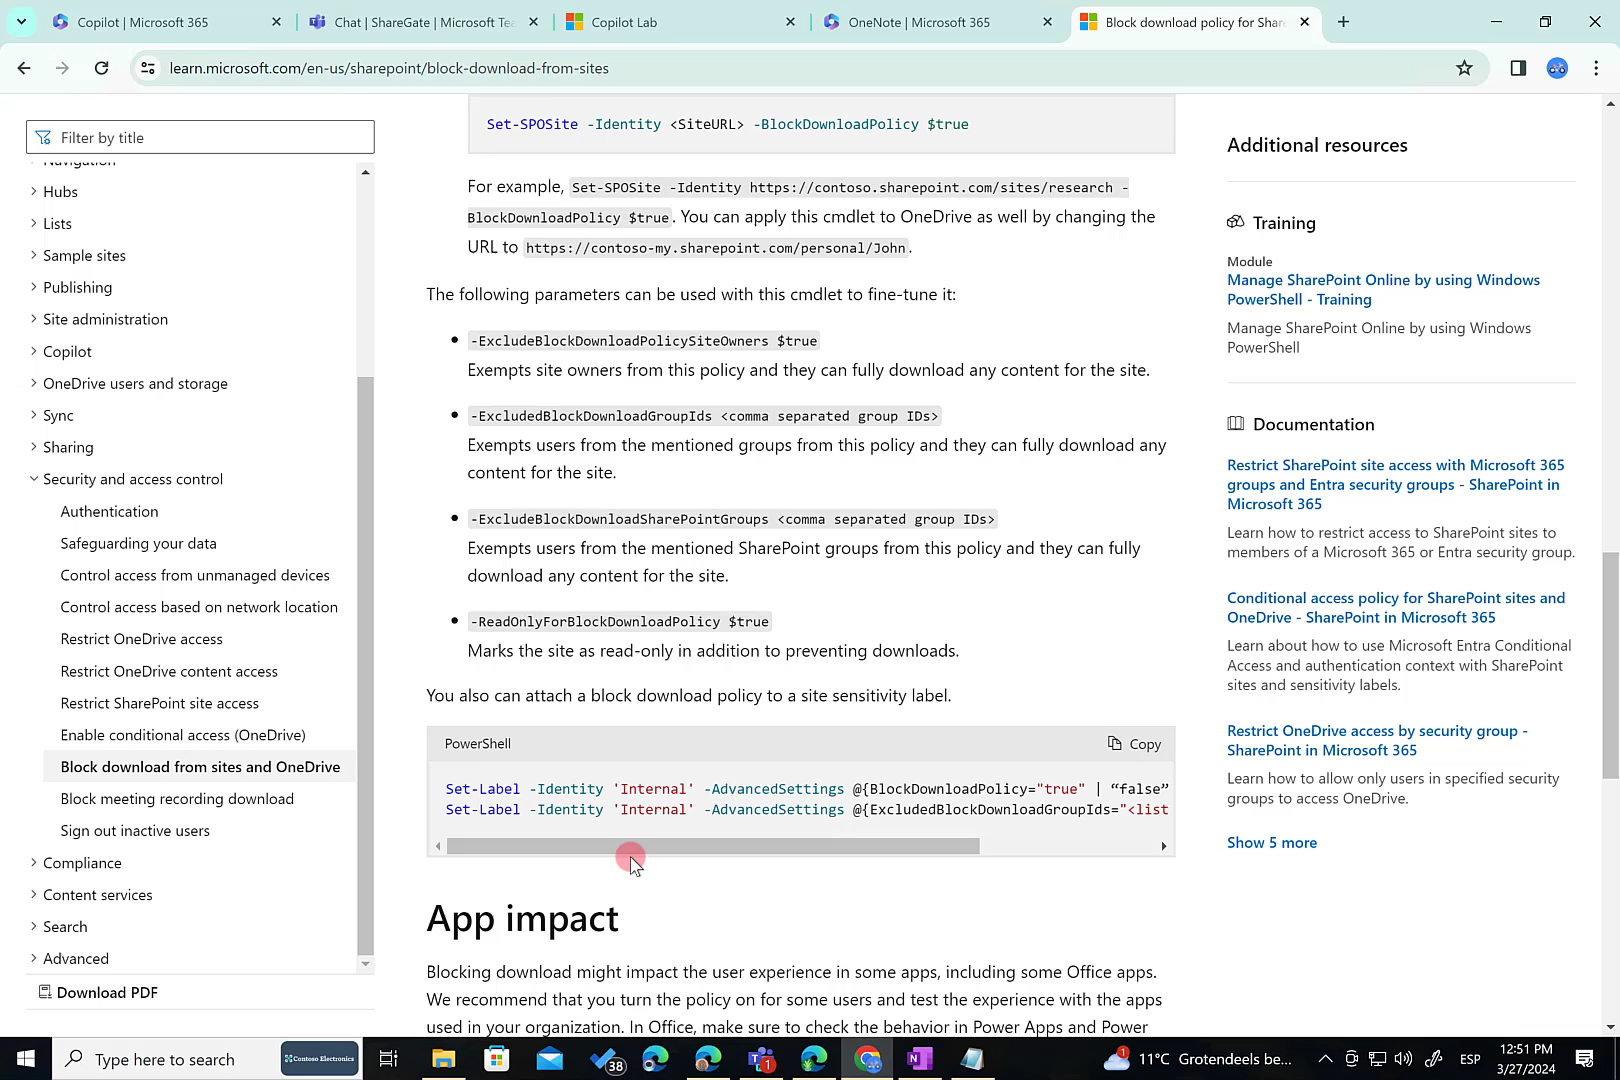 Copilot | Microsoft 365
Chat | ShareGate | Microsoft Te
Copilot Lab
OneNote | Microsoft 365
Block download policy for Shar
learn.microsoft.com/en-us/sharepoint/block-download-from-sites
Filter by title
Navigation
Hubs
Lists
Sample sites
Publishing
Site administration
Copilot
OneDrive users and storage
Sync
Sharing
Security and access control
Authentication
Safeguarding your data
Control access from unmanaged devices
Control access based on network location
Restrict OneDrive access
Restrict OneDrive content access
Restrict SharePoint site access
Enable conditional access (OneDrive)
Block download from sites and OneDrive
Block meeting recording download
Sign out inactive users
Compliance
Content services
Search
Advanced
Download PDF
Set-SPOSite -Identity <SiteURL> -BlockDownloadPolicy $true
For example, Set-SPOSite -Identity https://contoso.sharepoint.com/sites/research -
BlockDownloadPolicy $true. You can apply this cmdlet to OneDrive as well by changing the
URL to https://contoso-my.sharepoint.com/personal/John.
The following parameters can be used with this cmdlet to fine-tune it:
• -ExcludeBlockDownloadPolicySiteOwners $true
Exempts site owners from this policy and they can fully download any content for the site.
• -ExcludedBlockDownloadGroupIds <comma separated group IDs>
Exempts users from the mentioned groups from this policy and they can fully download any
content for the site.
• -ExcludeBlockDownloadSharePointGroups <comma separated group IDs>
Exempts users from the mentioned SharePoint groups from this policy and they can fully
download any content for the site.
• -ReadOnlyForBlockDownloadPolicy $true
Marks the site as read-only in addition to preventing downloads.
You also can attach a block download policy to a site sensitivity label.
PowerShell
Copy
Set-Label -Identity 'Internal' -AdvancedSettings @{BlockDownloadPolicy="true" | “false”
Set-Label -Identity 'Internal' -AdvancedSettings @{ExcludedBlockDownloadGroupIds="<list
App impact
Blocking download might impact the user experience in some apps, including some Office apps.
We recommend that you turn the policy on for some users and test the experience with the apps
used in your organization. In Office, make sure to check the behavior in Power Apps and Power
Additional resources
Training
Module
Manage SharePoint Online by using Windows
PowerShell - Training
Manage SharePoint Online by using Windows
PowerShell
Documentation
Restrict SharePoint site access with Microsoft 365
groups and Entra security groups - SharePoint in
Microsoft 365
Learn how to restrict access to SharePoint sites to
members of a Microsoft 365 or Entra security group.
Conditional access policy for SharePoint sites and
OneDrive - SharePoint in Microsoft 365
Learn about how to use Microsoft Entra Conditional
Access and authentication context with SharePoint
sites and sensitivity labels.
Restrict OneDrive access by security group -
SharePoint in Microsoft 365
Learn how to allow only users in specified security
groups to access OneDrive.
Show 5 more
Type here to search
Contoso Electronics
38
1
1
11°C Grotendeels be...
ESP
12:51 PM
3/27/2024